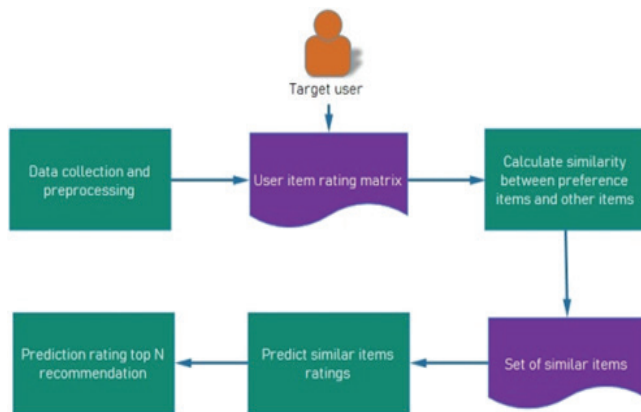 Target user
Data collection and
preprocessing
User item rating matrix
Calculate similarity
between preference
items and other items
Prediction rating top N
recommendation
Predict similar items
ratings
Set of similar items